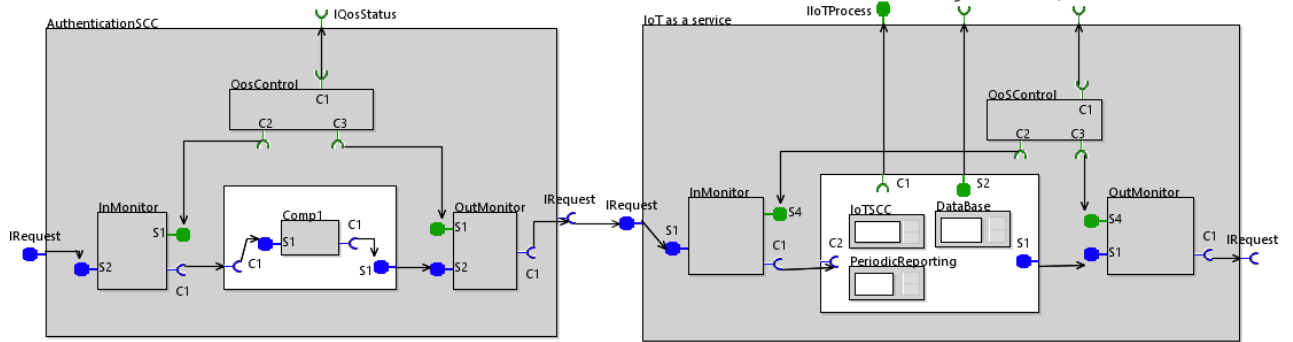 IQosStatus
IIoTProcess
AuthenticationSCC
IoT as a service
QosControl
C1
C2
C3
QoSControl
C1
C2
C3
InMonitor
S1
S2
C1
Comp1
S1
C1
C1
S1
OutMonitor
S1
S2
C1
IRequest
IRequest
IRequest
InMonitor
S4
S1
C1
C1
S2
IoTSCC
DataBase
C2
S1
PeriodicReporting
OutMonitor
S4
S1
C1
IRequest